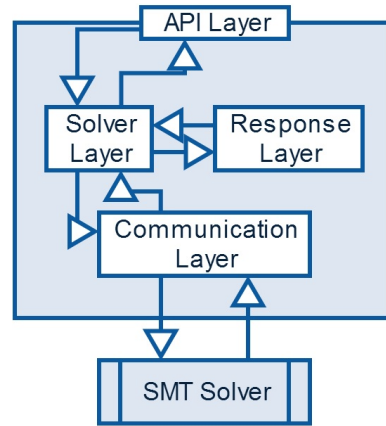 API Layer
Solver
Layer
Response
Layer
Communication
Layer
SMT Solver